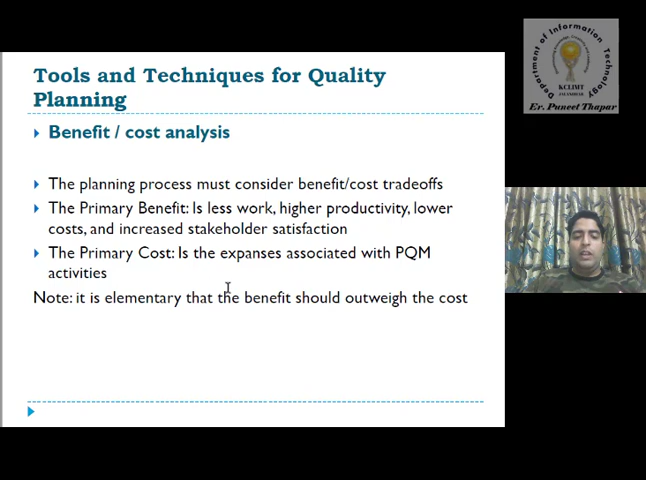 Tools and Techniques for Quality
Planning
Benefit / cost analysis
The planning process must consider benefit/cost tradeoffs
The Primary Benefit: Is less work, higher productivity, lower
costs, and increased stakeholder satisfaction
The Primary Cost: Is the expanses associated with PQM
activities
Note: it is elementary that the benefit should outweigh the cost
Department of Information Technology
KCLIMT
JALANDHAR
Er. Puneet Thapar